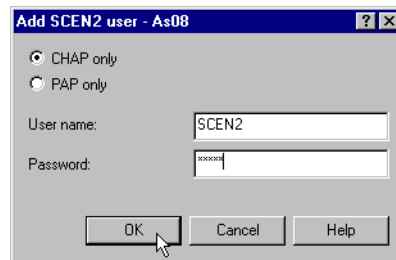 Add SCEN2 user - As08
CHAP only
PAP only
User name: SCEN2
Password: *****
OK Cancel Help